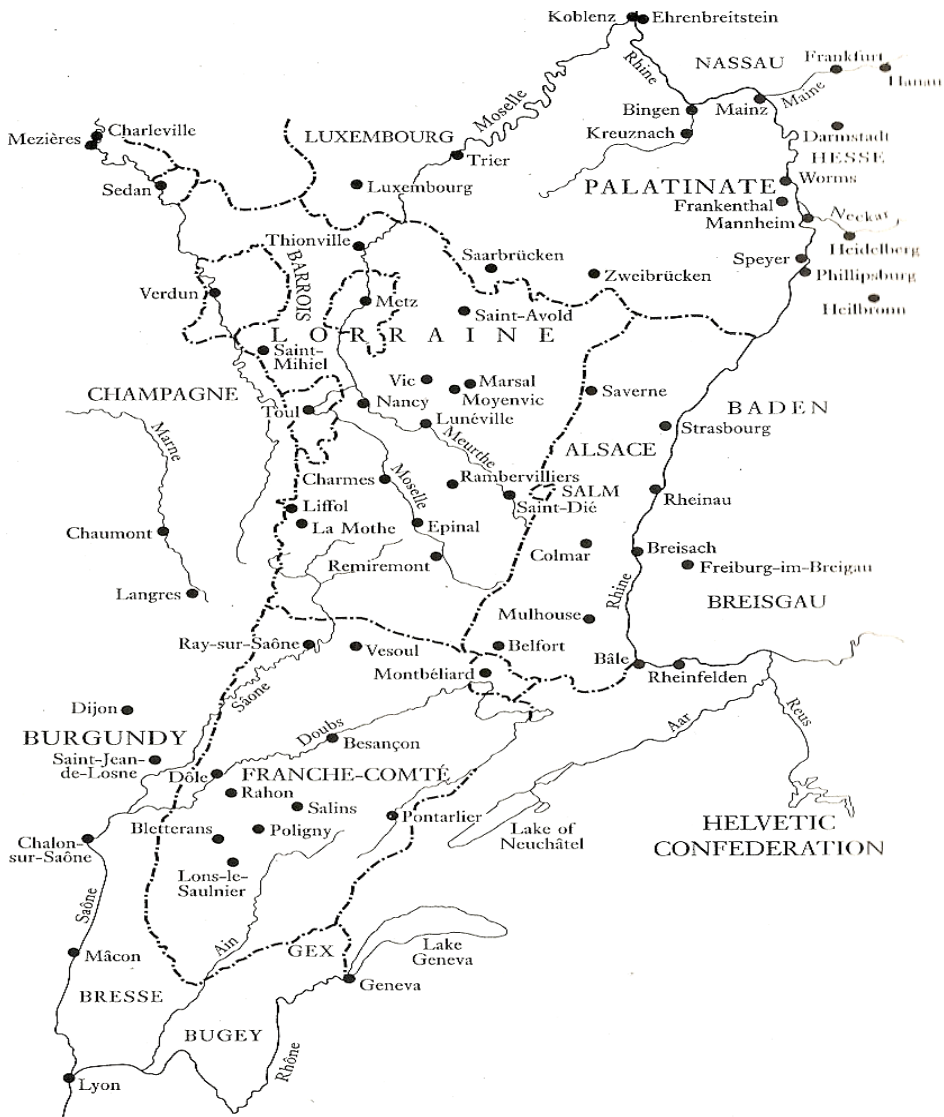 Koblenz
Ehrenbreitstein
Rhine
NASSAU
Frankfurt
Hanau
Moselle
Bingen
Mainz
Maine
Kreuznach
Darmstadt
HESSE
Mezières
Charleville
LUXEMBOURG
Trier
Sedan
Luxembourg
PALATINATE
Worms
Frankenthal
Mannheim
Neckar
Heidelberg
Thionville
BARROIS
Saarbrücken
Zweibrücken
Speyer
Phillipsburg
Heilbronn
Verdun
Metz
Saint-Avold
LORRAINE
Saint-
Mihiel
CHAMPAGNE
Vic
Marsal
Moyenvic
Saverne
Toul
Nancy
Lunéville
BADEN
Strasbourg
Marne
Meurthe
ALSACE
Charmes
Moselle
Rambervilliers
SALM
Saint-Dié
Rheinau
Liffol
La Mothe
Epinal
Chaumont
Colmar
Breisach
Remiremont
Freiburg-im-Breigau
Langres
Rhine
BREISGAU
Mulhouse
Ray-sur-Saône
Vesoul
Belfort
Bâle
Rheinfelden
Montbéliard
Sâone
Dijon
Doubs
Besançon
Aar
Reus
BURGUNDY
Saint-Jean-
de-Losne
Dôle
FRANCHE-COMTÉ
Rahon
Salins
Pontarlier
Lake of
Neuchâtel
HELVETIC
CONFEDERATION
Chalon-
sur-Saône
Bletterans
Poligny
Lons-le-
Saulnier
Saône
Ain
Mâcon
GEX
Lake
Geneva
Geneva
BRESSE
BUGEY
Rhône
Lyon